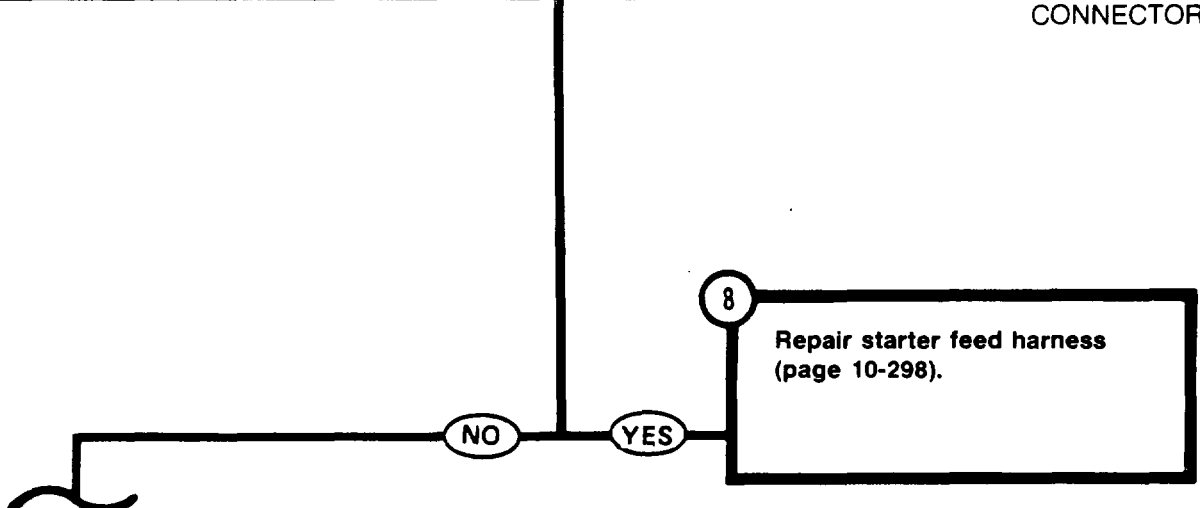 CONNECTOR
8
Repair starter feed harness
(page 10-298).
NO
YES